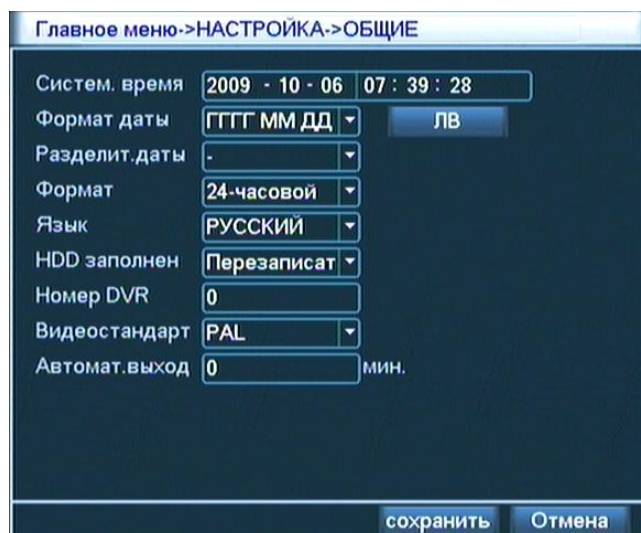 Главное меню->НАСТРОЙКА->ОБЩИЕ
Систем. время 2009 - 10 - 06 07 : 39 : 28
Формат даты ГГГГ ММ ДД ЛВ
Разделит.даты -
Формат 24-часовой
Язык РУССКИЙ
HDD заполнен Перезаписат
Номер DVR 0
Видеостандарт PAL
Автомат.выход 0 мин.
сохранить Отмена